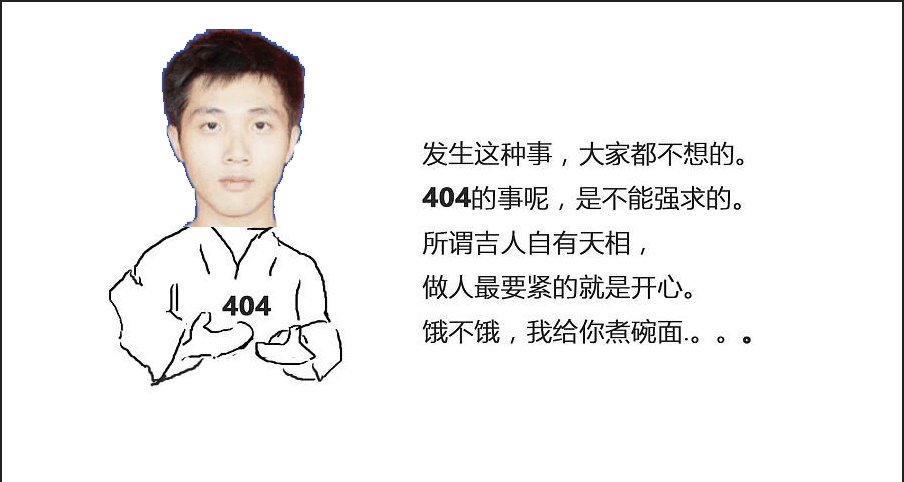 404
发生这种事，大家都不想的。
404的事呢，是不能强求的。
所谓吉人自有天相，
做人最要紧的就是开心。
饿不饿，我给你煮碗面.。。。